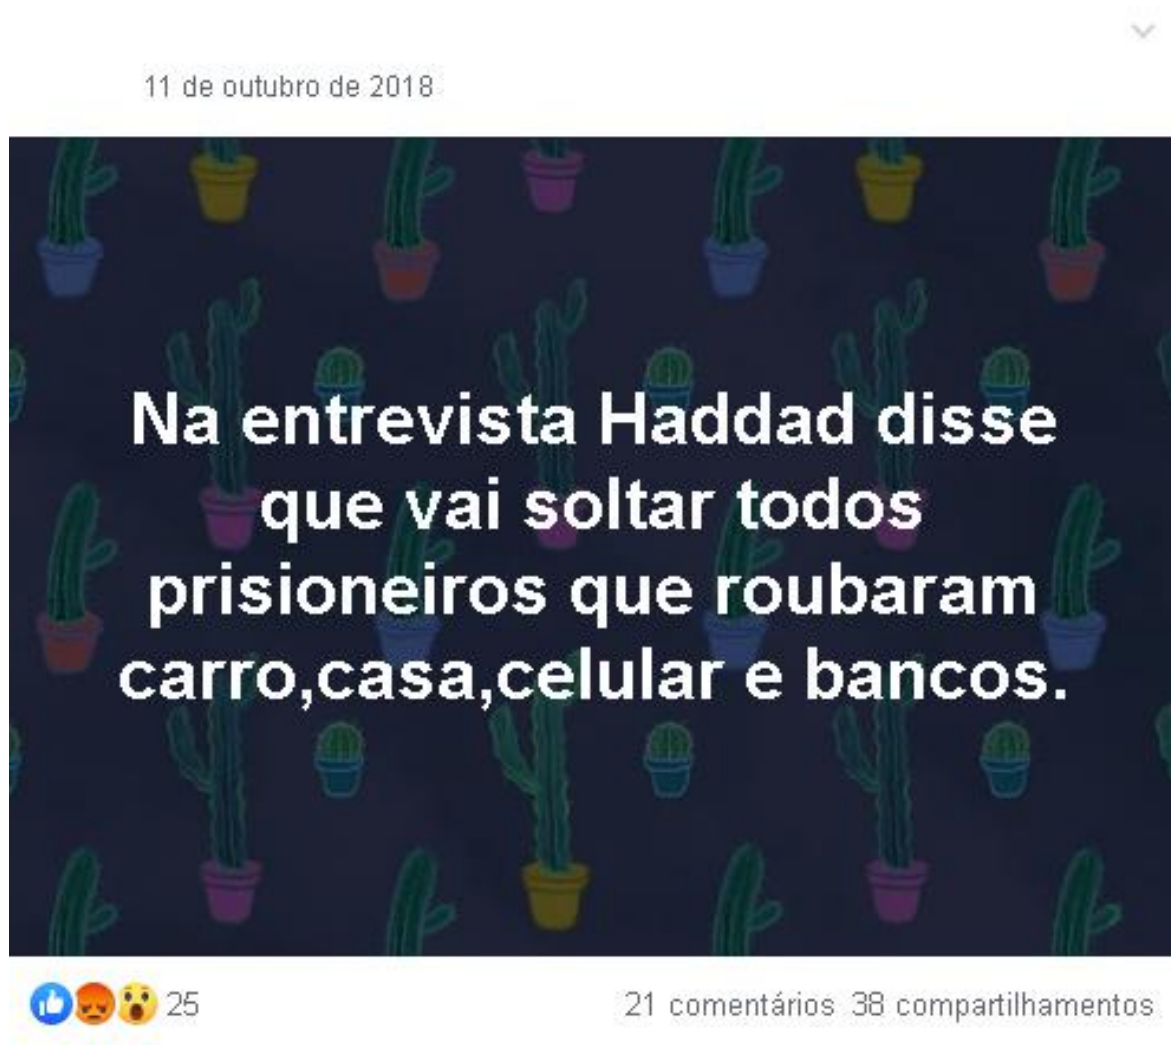 11 de outubro de 2018
Na entrevista Haddad disse
que vai soltar todos
prisioneiros que roubaram
carro,casa,celular e bancos.
25
21 comentários 38 compartilhamentos